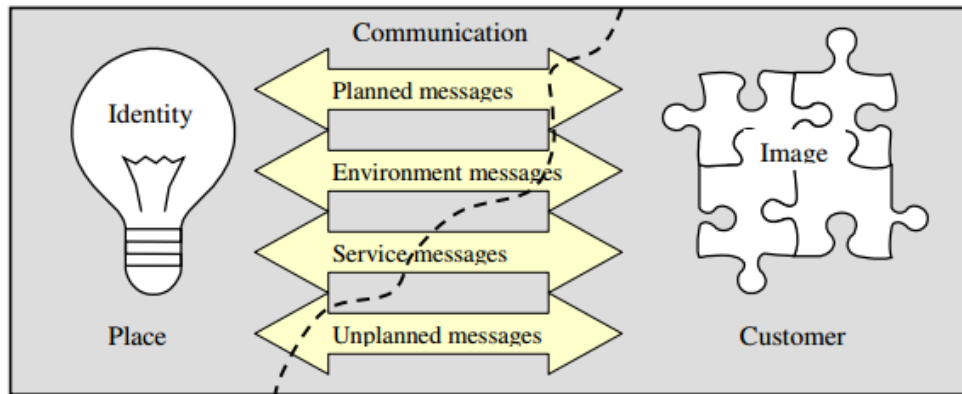 Communication
Identity
Planned messages
Environment messages
Image
Service messages
Place
Unplanned messages
Customer